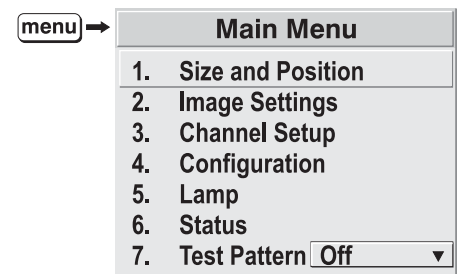 menu
Main Menu
1. Size and Position
2. Image Settings
3. Channel Setup
4. Configuration
5. Lamp
6. Status
7. Test Pattern Off